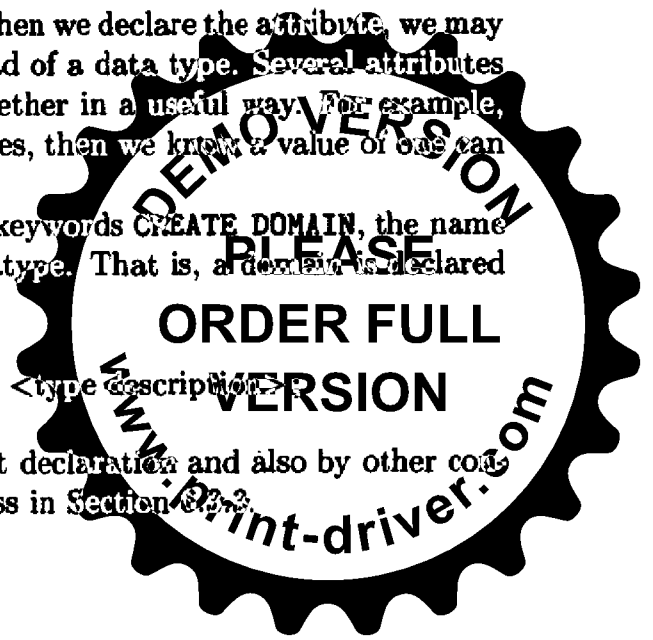 hen we declare the attribute, we may
d of a data type. Several attributes
ether in a useful way. For example,
es, then we know a value of one can
keywords CREATE DOMAIN, the name
type. That is, a domain is declared
<type description>;
t declaration and also by other con-
ss in Section
DEMO VERSION
PLEASE
ORDER FULL
VERSION
www.print-driver.com